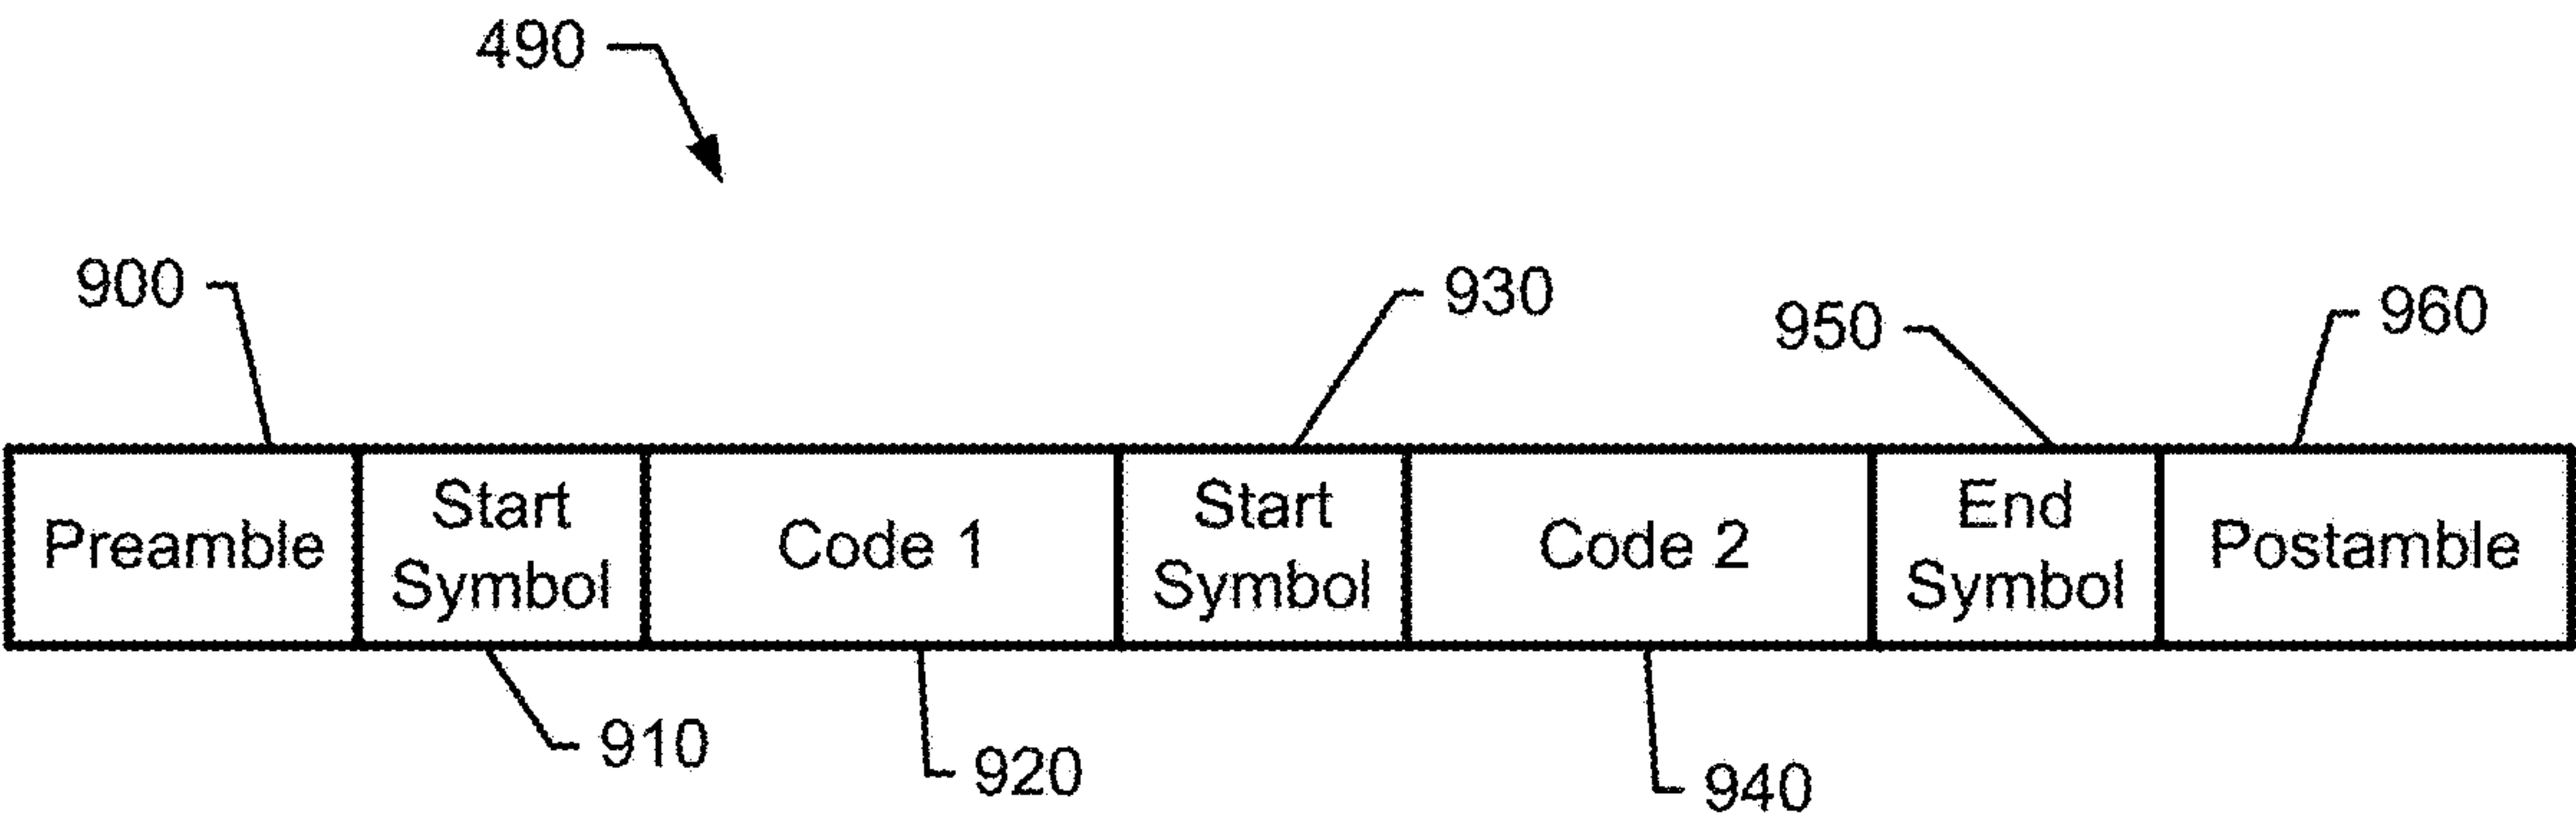 490
900
930
950
960
Preamble
Start
Symbol
Code 1
Start
Symbol
Code 2
End
Symbol
Postamble
910
920
940